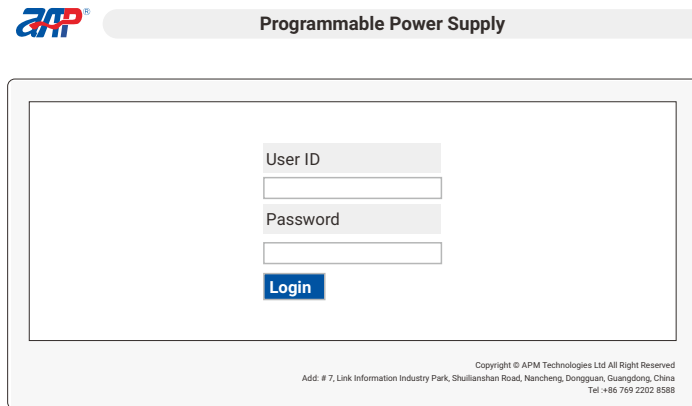 APM®
Programmable Power Supply
User ID
Password
Login
Copyright © APM Technologies Ltd All Right Reserved
Add: # 7, Link Information Industry Park, Shuilianshan Road, Nancheng, Dongguan, Guangdong, China
Tel :+86 769 2202 8588